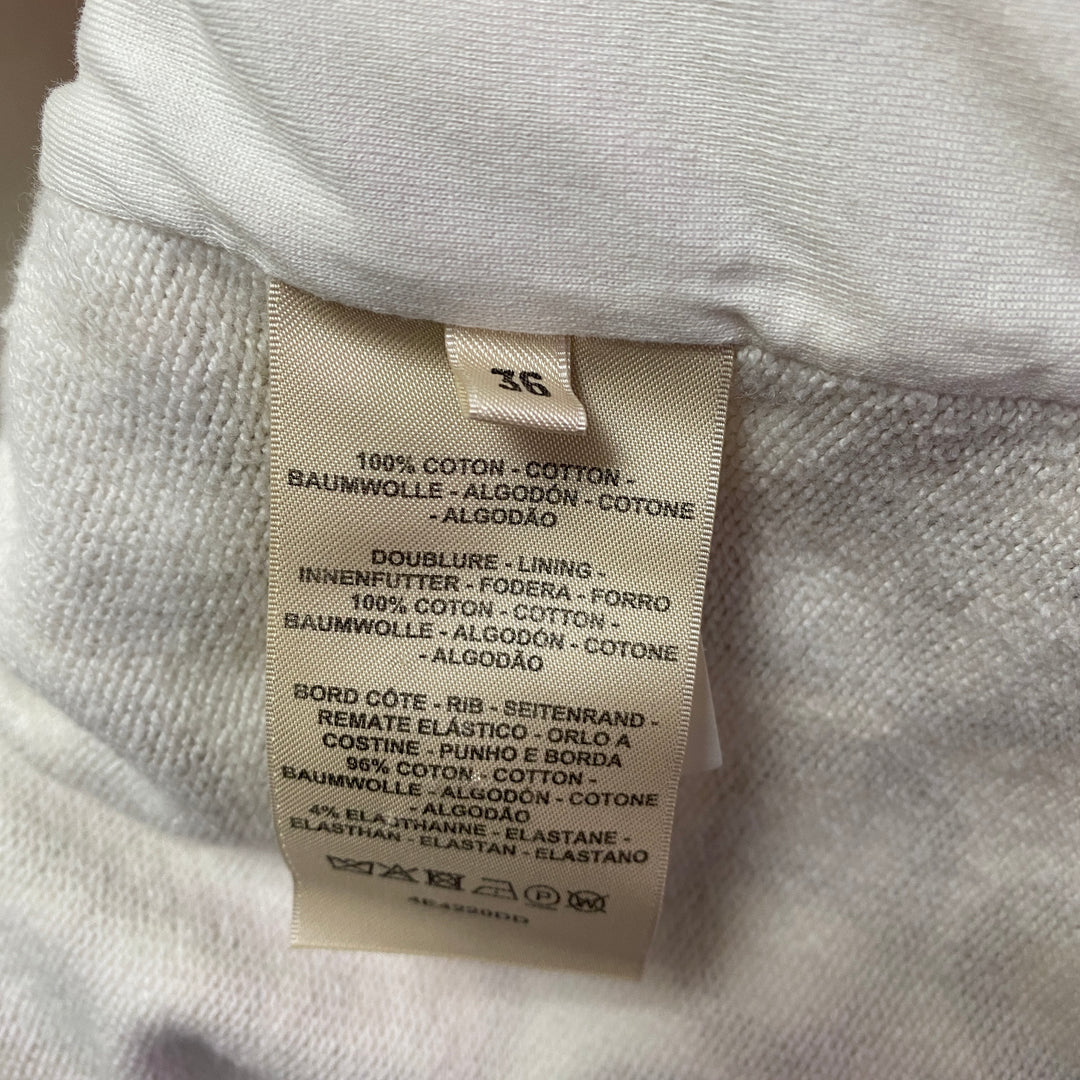 36
100% COTON - COTTON -
BAUMWOLLE - ALGODÓN - COTONE
- ALGODÃO
DOUBLURE - LINING -
INNENFUTTER - FODERA - FORRO
100% COTON - COTTON -
BAUMWOLLE - ALGODÓN - COTONE
- ALGODÃO
BORD CÔTE - RIB - SEITENRAND -
REMATE ELÁSTICO - ORLO A
COSTINE - PUNHO E BORDA
96% COTON - COTTON -
BAUMWOLLE - ALGODÓN - COTONE
- ALGODÃO
4% ELASTHANNE - ELASTANE -
ELASTHAN - ELASTAN - ELASTANO
P W